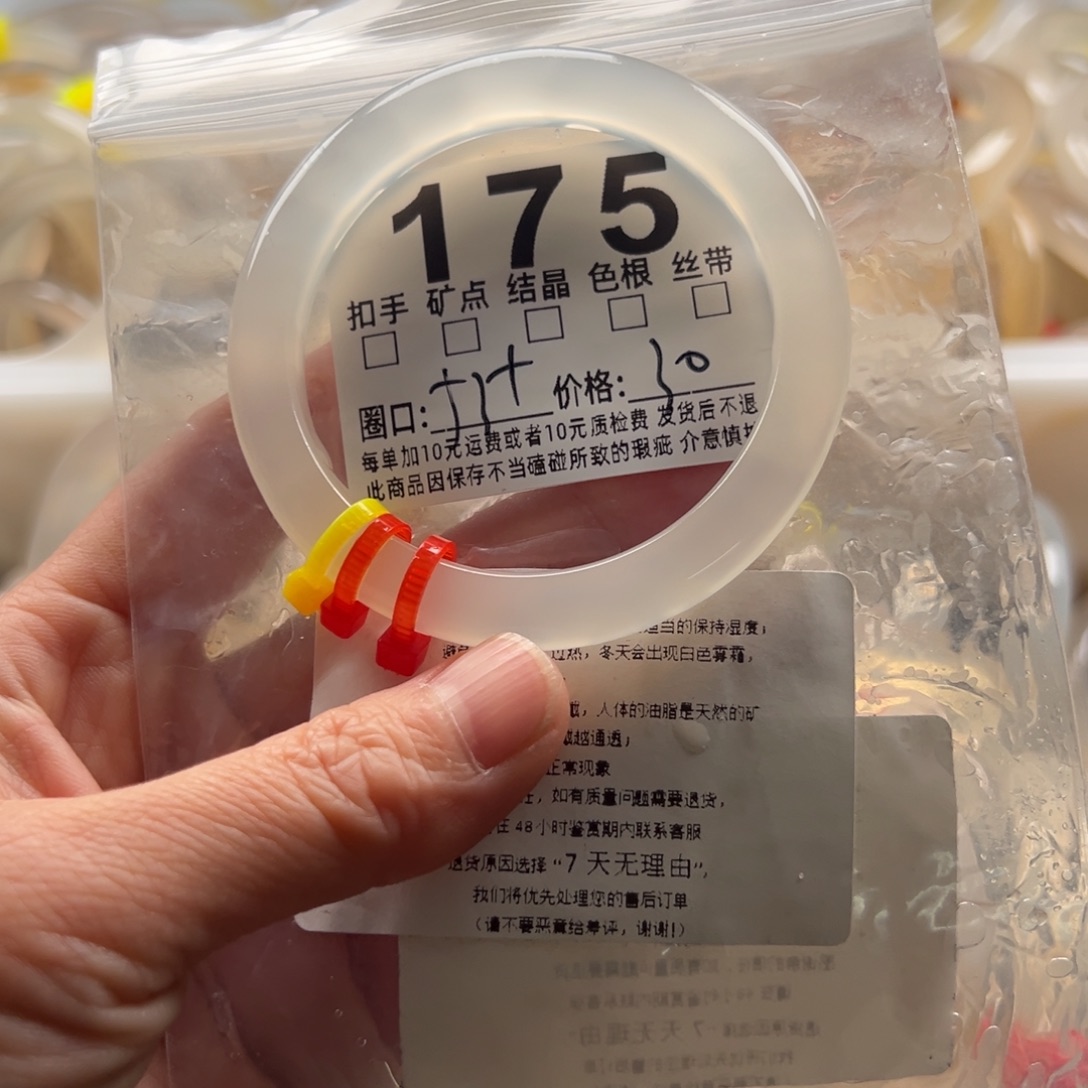 175
扣手 矿点 结晶 色根 丝带
圈口: 价格: 30
每单加10元运费或者10元质检费 发货后不退
此商品因保存不当磕碰所致的瑕疵 介意慎
适当的保持湿度;
过热,冬天会出现白色雾霜,
人体的油脂是天然的矿
越通透;
正常现象
如有质量问题需要退货,
在48小时鉴赏期内联系客服
退货原因选择“7天无理由”,
我们将优先处理您的售后订单
(请不要恶意给差评,谢谢!)